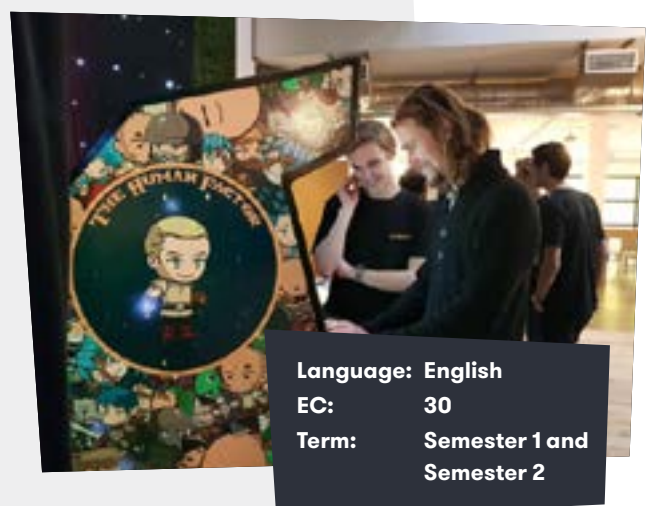 THE HUMAN FACTOR
Language: English
EC: 30
Term: Semester 1 and
Semester 2